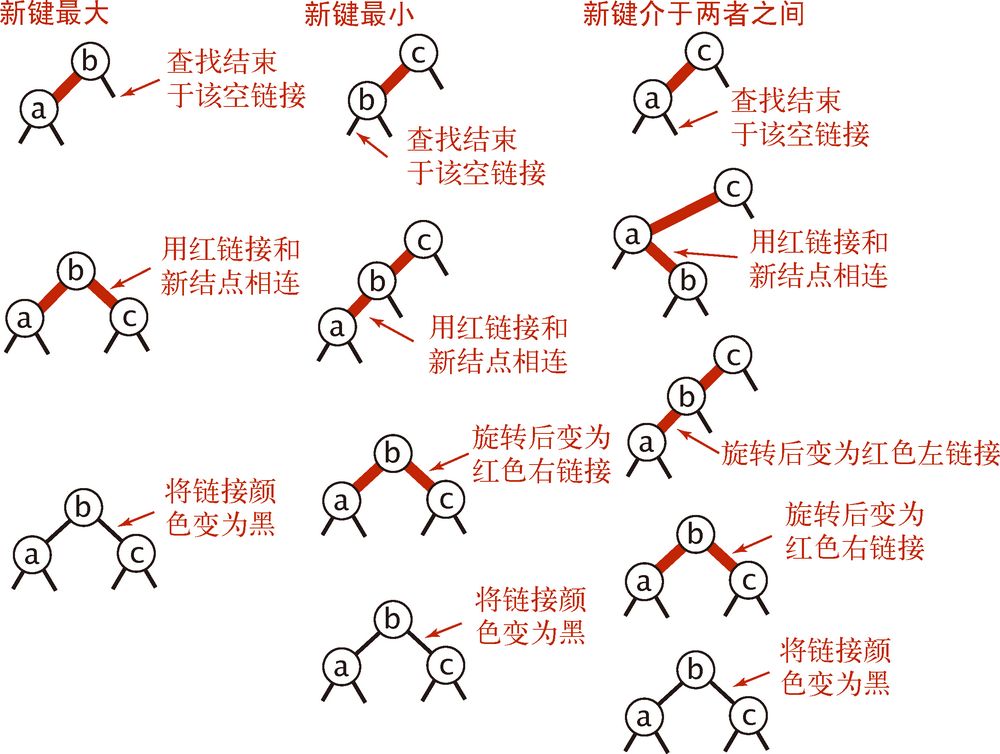 新键最大
b
a
查找结束
于该空链接
b
a
c
用红链接和
新结点相连
b
a
c
将链接颜
色变为黑
新键最小
c
b
查找结束
于该空链接
c
b
a
用红链接和
新结点相连
b
a
c
旋转后变为
红色右链接
b
a
c
将链接颜
色变为黑
新键介于两者之间
c
a
查找结束
于该空链接
c
a
b
用红链接和
新结点相连
c
b
a
旋转后变为红色左链接
b
a
c
旋转后变为
红色右链接
b
a
c
将链接颜
色变为黑